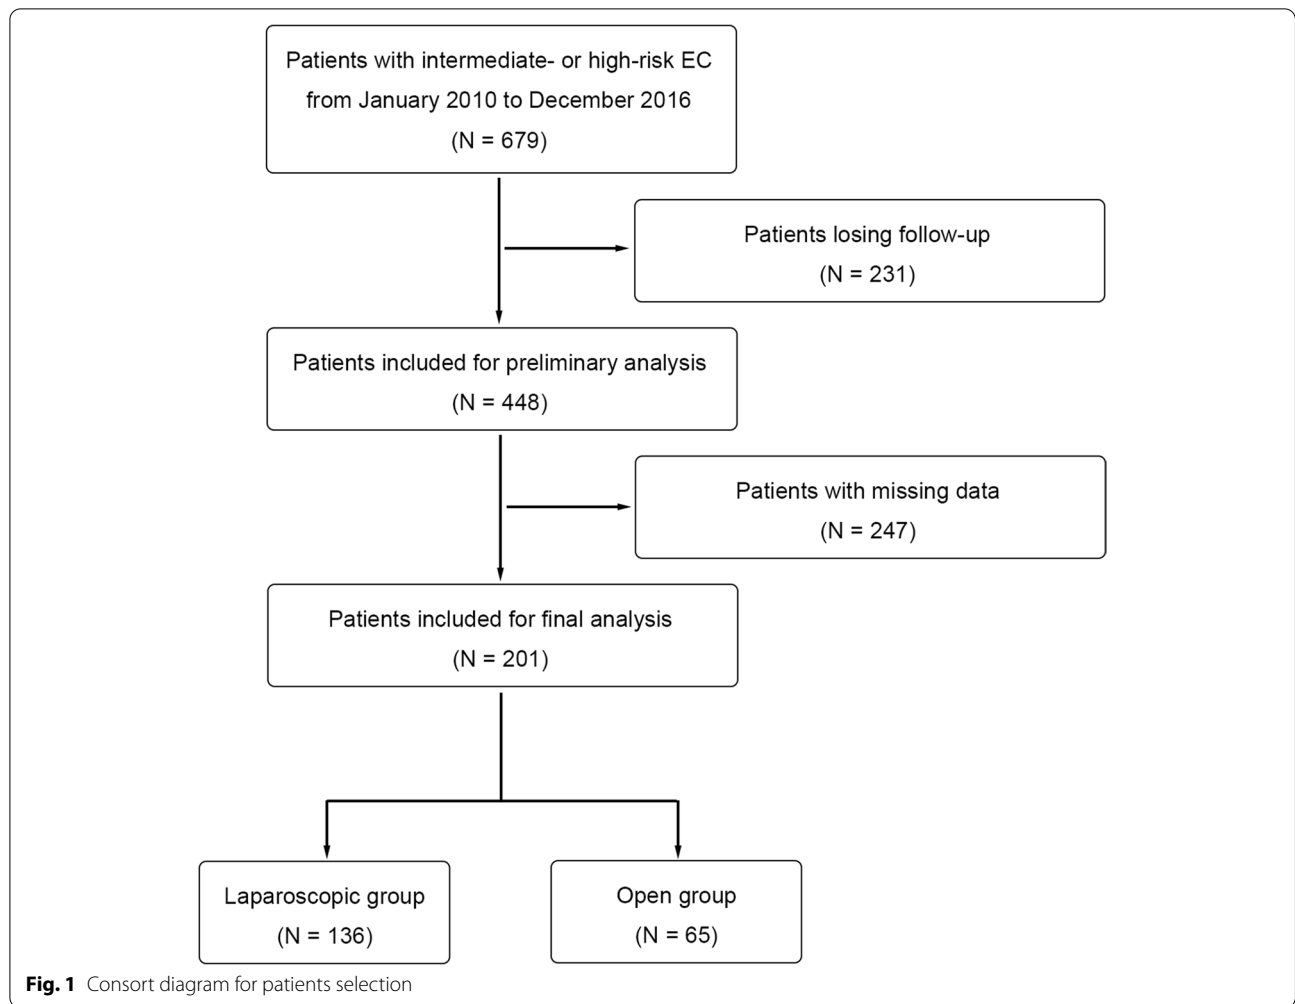 Patients with intermediate- or high-risk EC
from January 2010 to December 2016
(N = 679)
Patients losing follow-up
(N = 231)
Patients included for preliminary analysis
(N = 448)
Patients with missing data
(N = 247)
Patients included for final analysis
(N = 201)
Laparoscopic group
(N = 136)
Open group
(N = 65)
Fig. 1 Consort diagram for patients selection